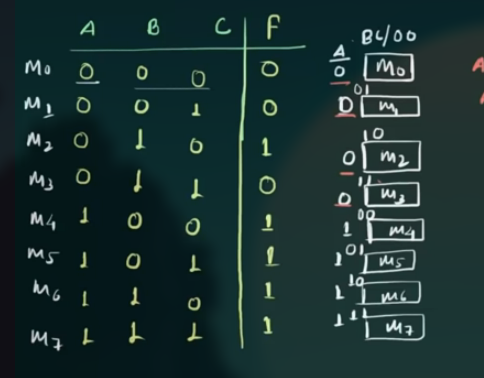 A B C F A BC/00
M0 0 0 0 0 0 m0
M1 0 0 1 0 0 01 m1
M2 0 1 0 1 0 10 m2
M3 0 1 1 0 0 11 m3
M4 1 0 0 1 1 00 m4
M5 1 0 1 1 1 01 m5
M6 1 1 0 1 1 10 m6
M7 1 1 1 1 1 11 m7